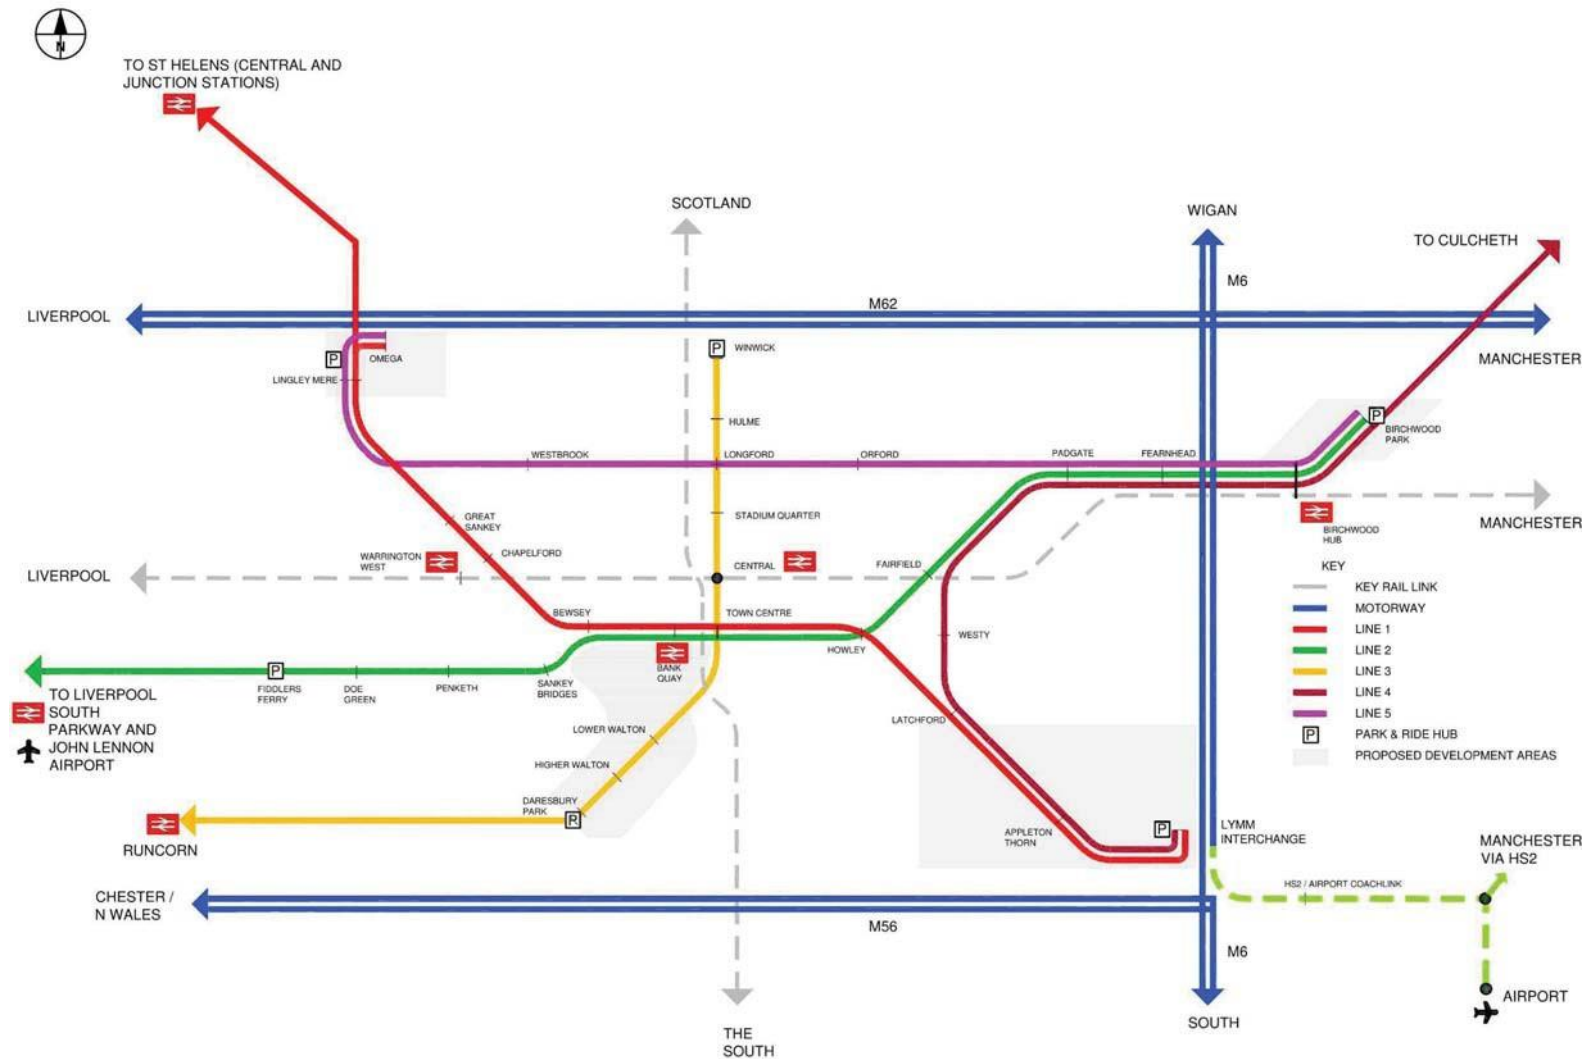 N
TO ST HELENS (CENTRAL AND
JUNCTION STATIONS)
SCOTLAND
WIGAN
TO CULCHETH
M6
M62
LIVERPOOL
MANCHESTER
P
WINWICK
P
OMEGA
LINGLEY MERE
HULME
P
BIRCHWOOD
PARK
WESTBROOK
LONGFORD
ORFORD
PADGATE
FEARNHEAD
GREAT
SANKEY
STADIUM QUARTER
MANCHESTER
BIRCHWOOD
HUB
CHAPELFORD
WARRINGTON
WEST
CENTRAL
FAIRFIELD
LIVERPOOL
BEWSEY
TOWN CENTRE
HOWLEY
WESTY
BANK
QUAY
P
FIDDLERS
FERRY
DOE
GREEN
PENKETH
SANKEY
BRIDGES
TO LIVERPOOL
SOUTH
PARKWAY AND
JOHN LENNON
AIRPORT
LATCHFORD
LOWER WALTON
HIGHER WALTON
DARESBURY
PARK
R
RUNCORN
APPLETON
THORN
P
LYMM
INTERCHANGE
MANCHESTER
VIA HS2
HS2 / AIRPORT COACHLINK
CHESTER /
N WALES
M56
M6
AIRPORT
SOUTH
THE
SOUTH
KEY
KEY RAIL LINK
MOTORWAY
LINE 1
LINE 2
LINE 3
LINE 4
LINE 5
P
PARK & RIDE HUB
PROPOSED DEVELOPMENT AREAS